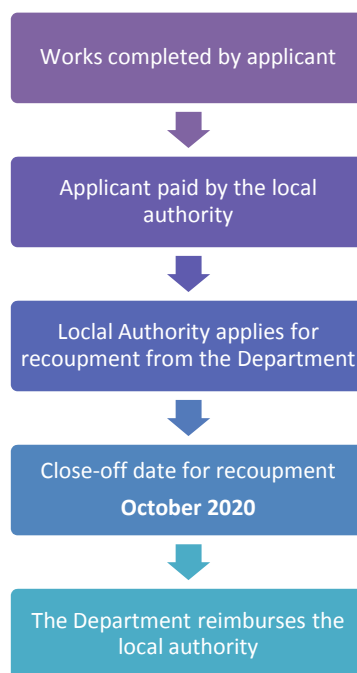 Works completed by applicant
Applicant paid by the local
authority
Loclal Authority applies for
recoupment from the Department
Close-off date for recoupment
October 2020
The Department reimburses the
local authority